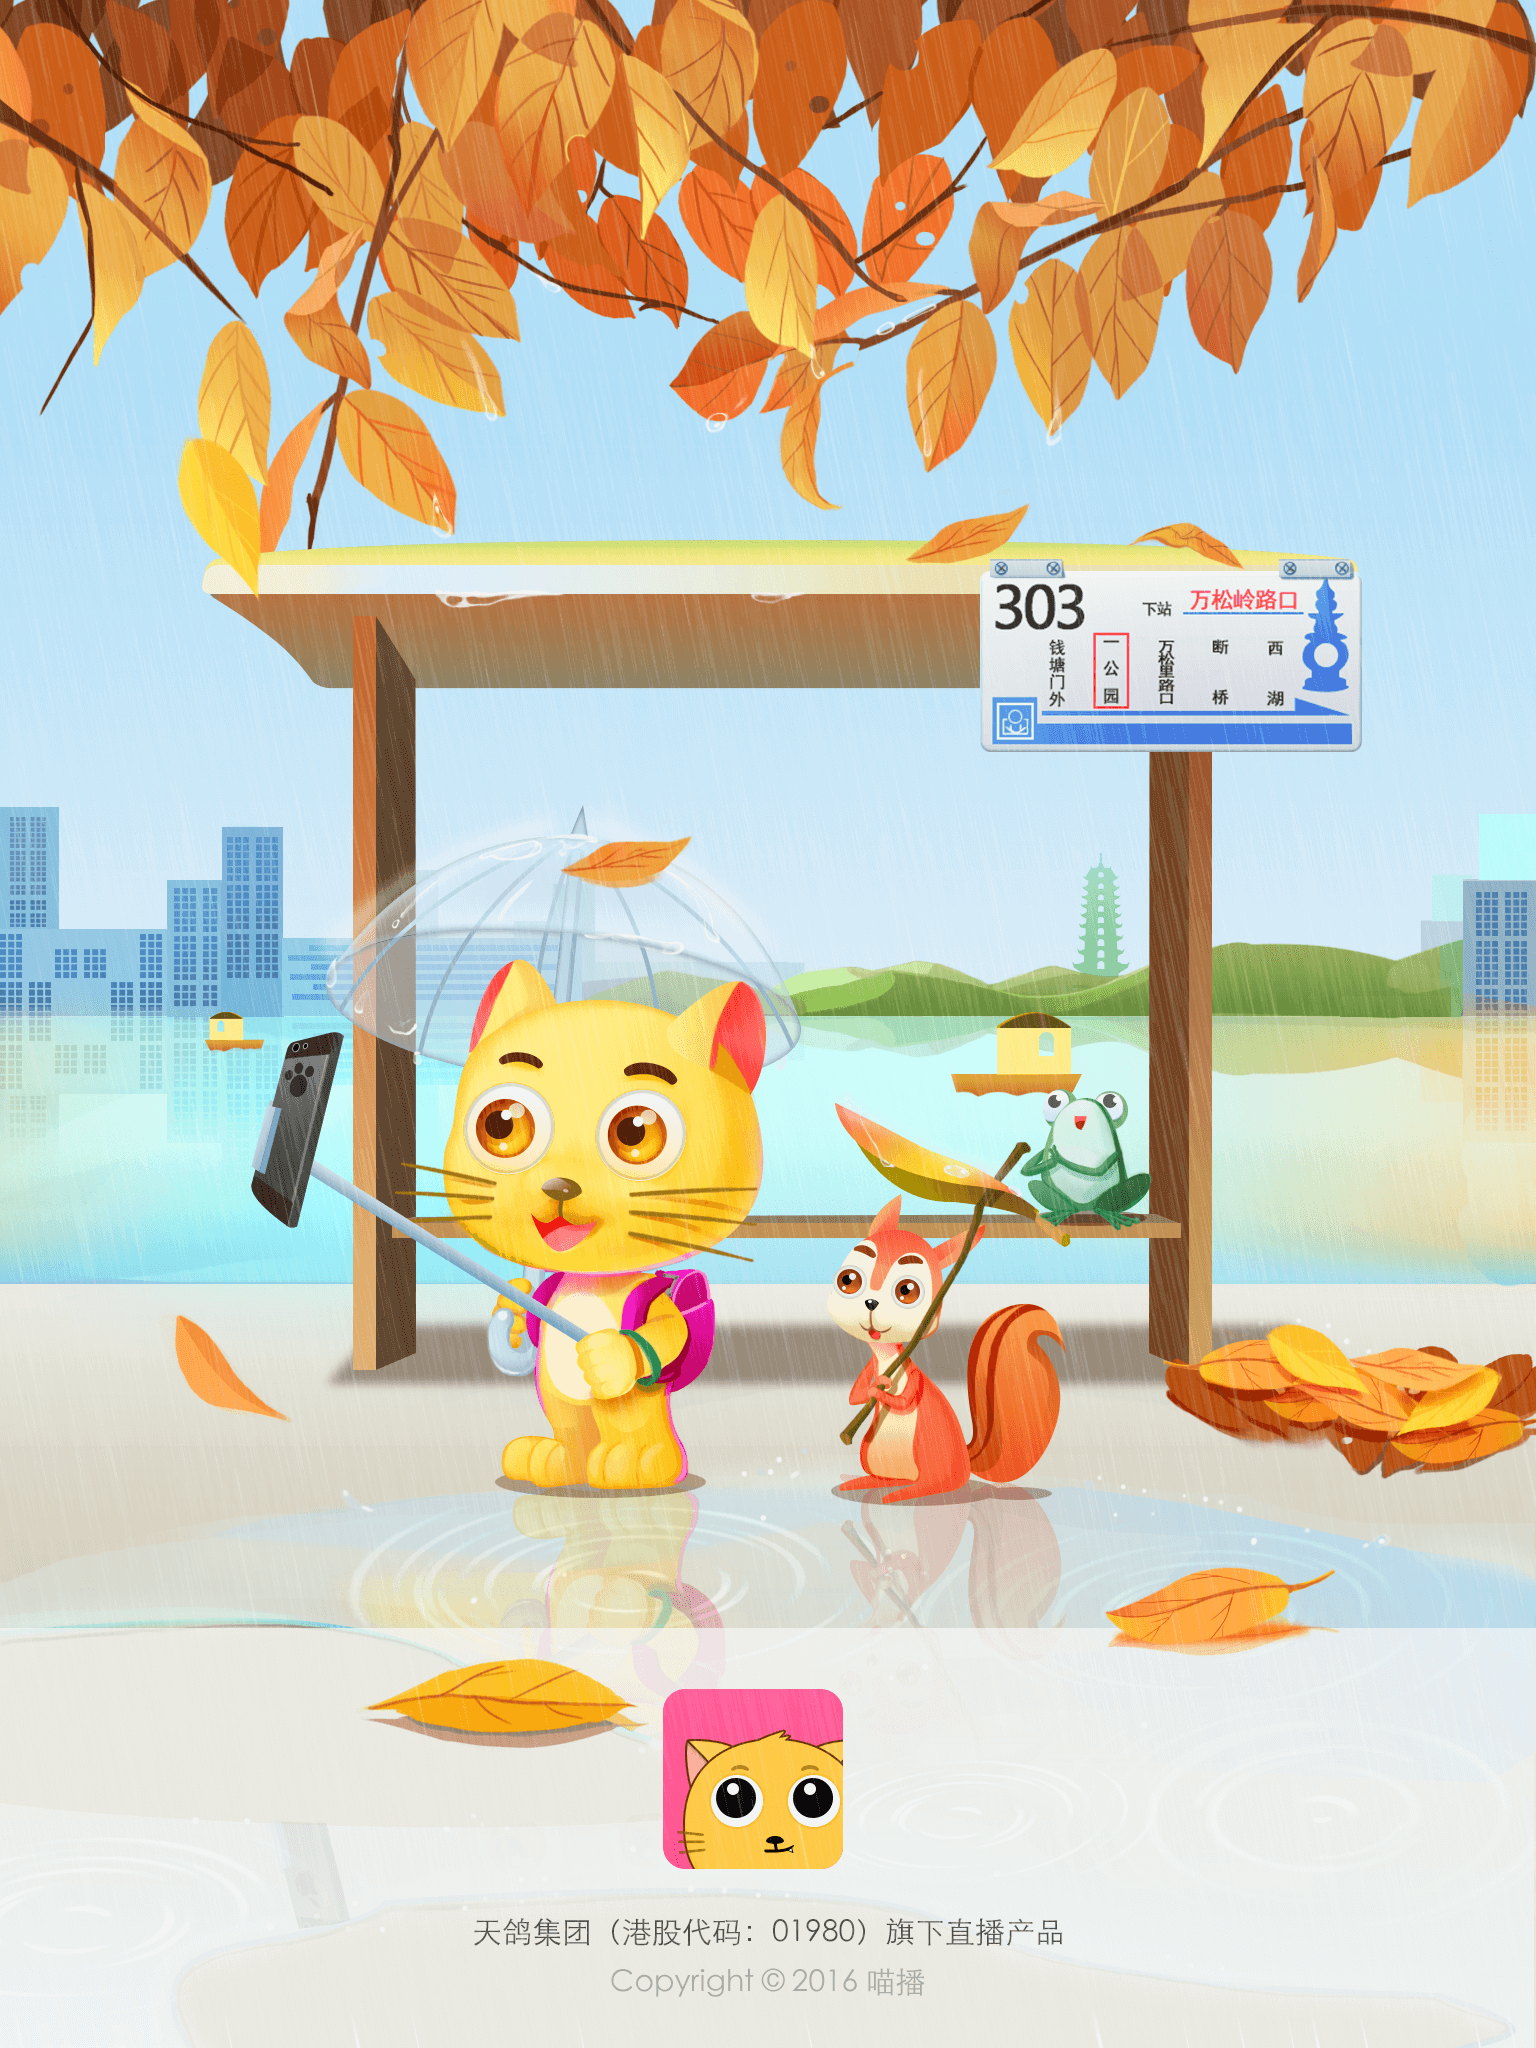 303
下站 万松岭路口
钱塘门外
一公园
万松里路口
断桥
西湖
天鸽集团（港股代码：01980）旗下直播产品
Copyright © 2016 喵播